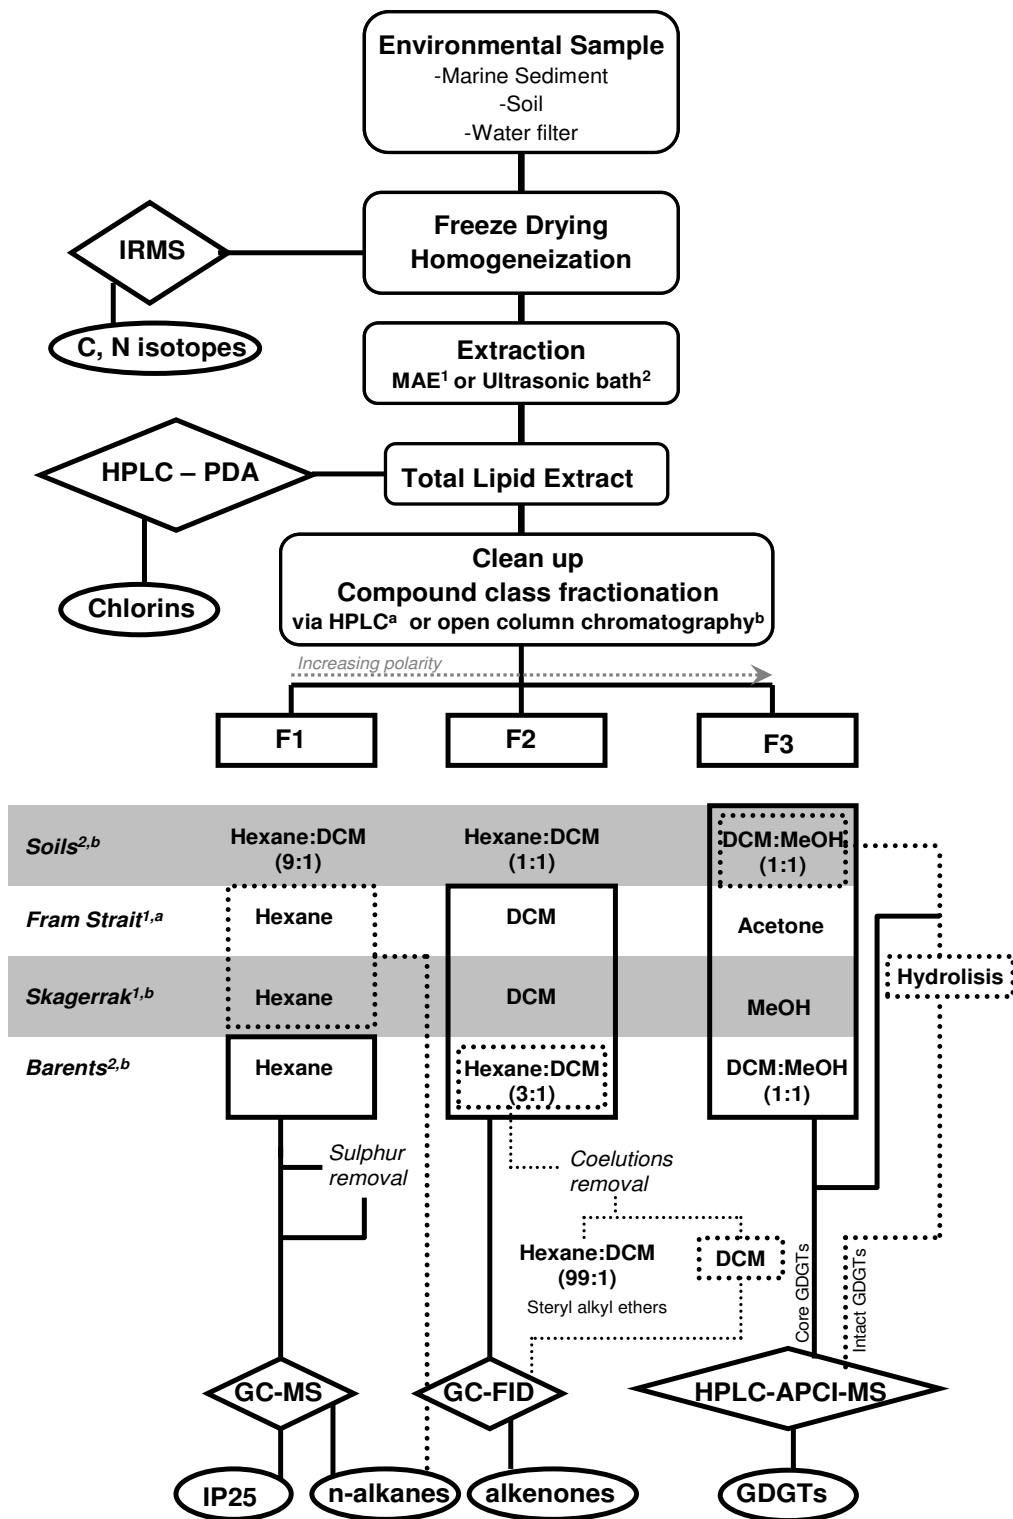 Environmental Sample
-Marine Sediment
-Soil
-Water filter
Freeze Drying
Homogeneization
IRMS
C, N isotopes
Extraction
MAE¹ or Ultrasonic bath²
HPLC – PDA
Total Lipid Extract
Chlorins
Clean up
Compound class fractionation
via HPLCᵃ or open column chromatographyᵇ
Increasing polarity
F1
F2
F3
Soils²,ᵇ
Hexane:DCM
(9:1)
Hexane:DCM
(1:1)
DCM:MeOH
(1:1)
Fram Strait¹,ᵃ
Hexane
DCM
Acetone
Hydrolisis
Skagerrak¹,ᵇ
Hexane
DCM
MeOH
Barents²,ᵇ
Hexane
Hexane:DCM
(3:1)
DCM:MeOH
(1:1)
Sulphur
removal
Coelutions
removal
Hexane:DCM
(99:1)
Steryl alkyl ethers
DCM
Core GDGTs
Intact GDGTs
GC-MS
GC-FID
HPLC-APCI-MS
IP25
n-alkanes
alkenones
GDGTs